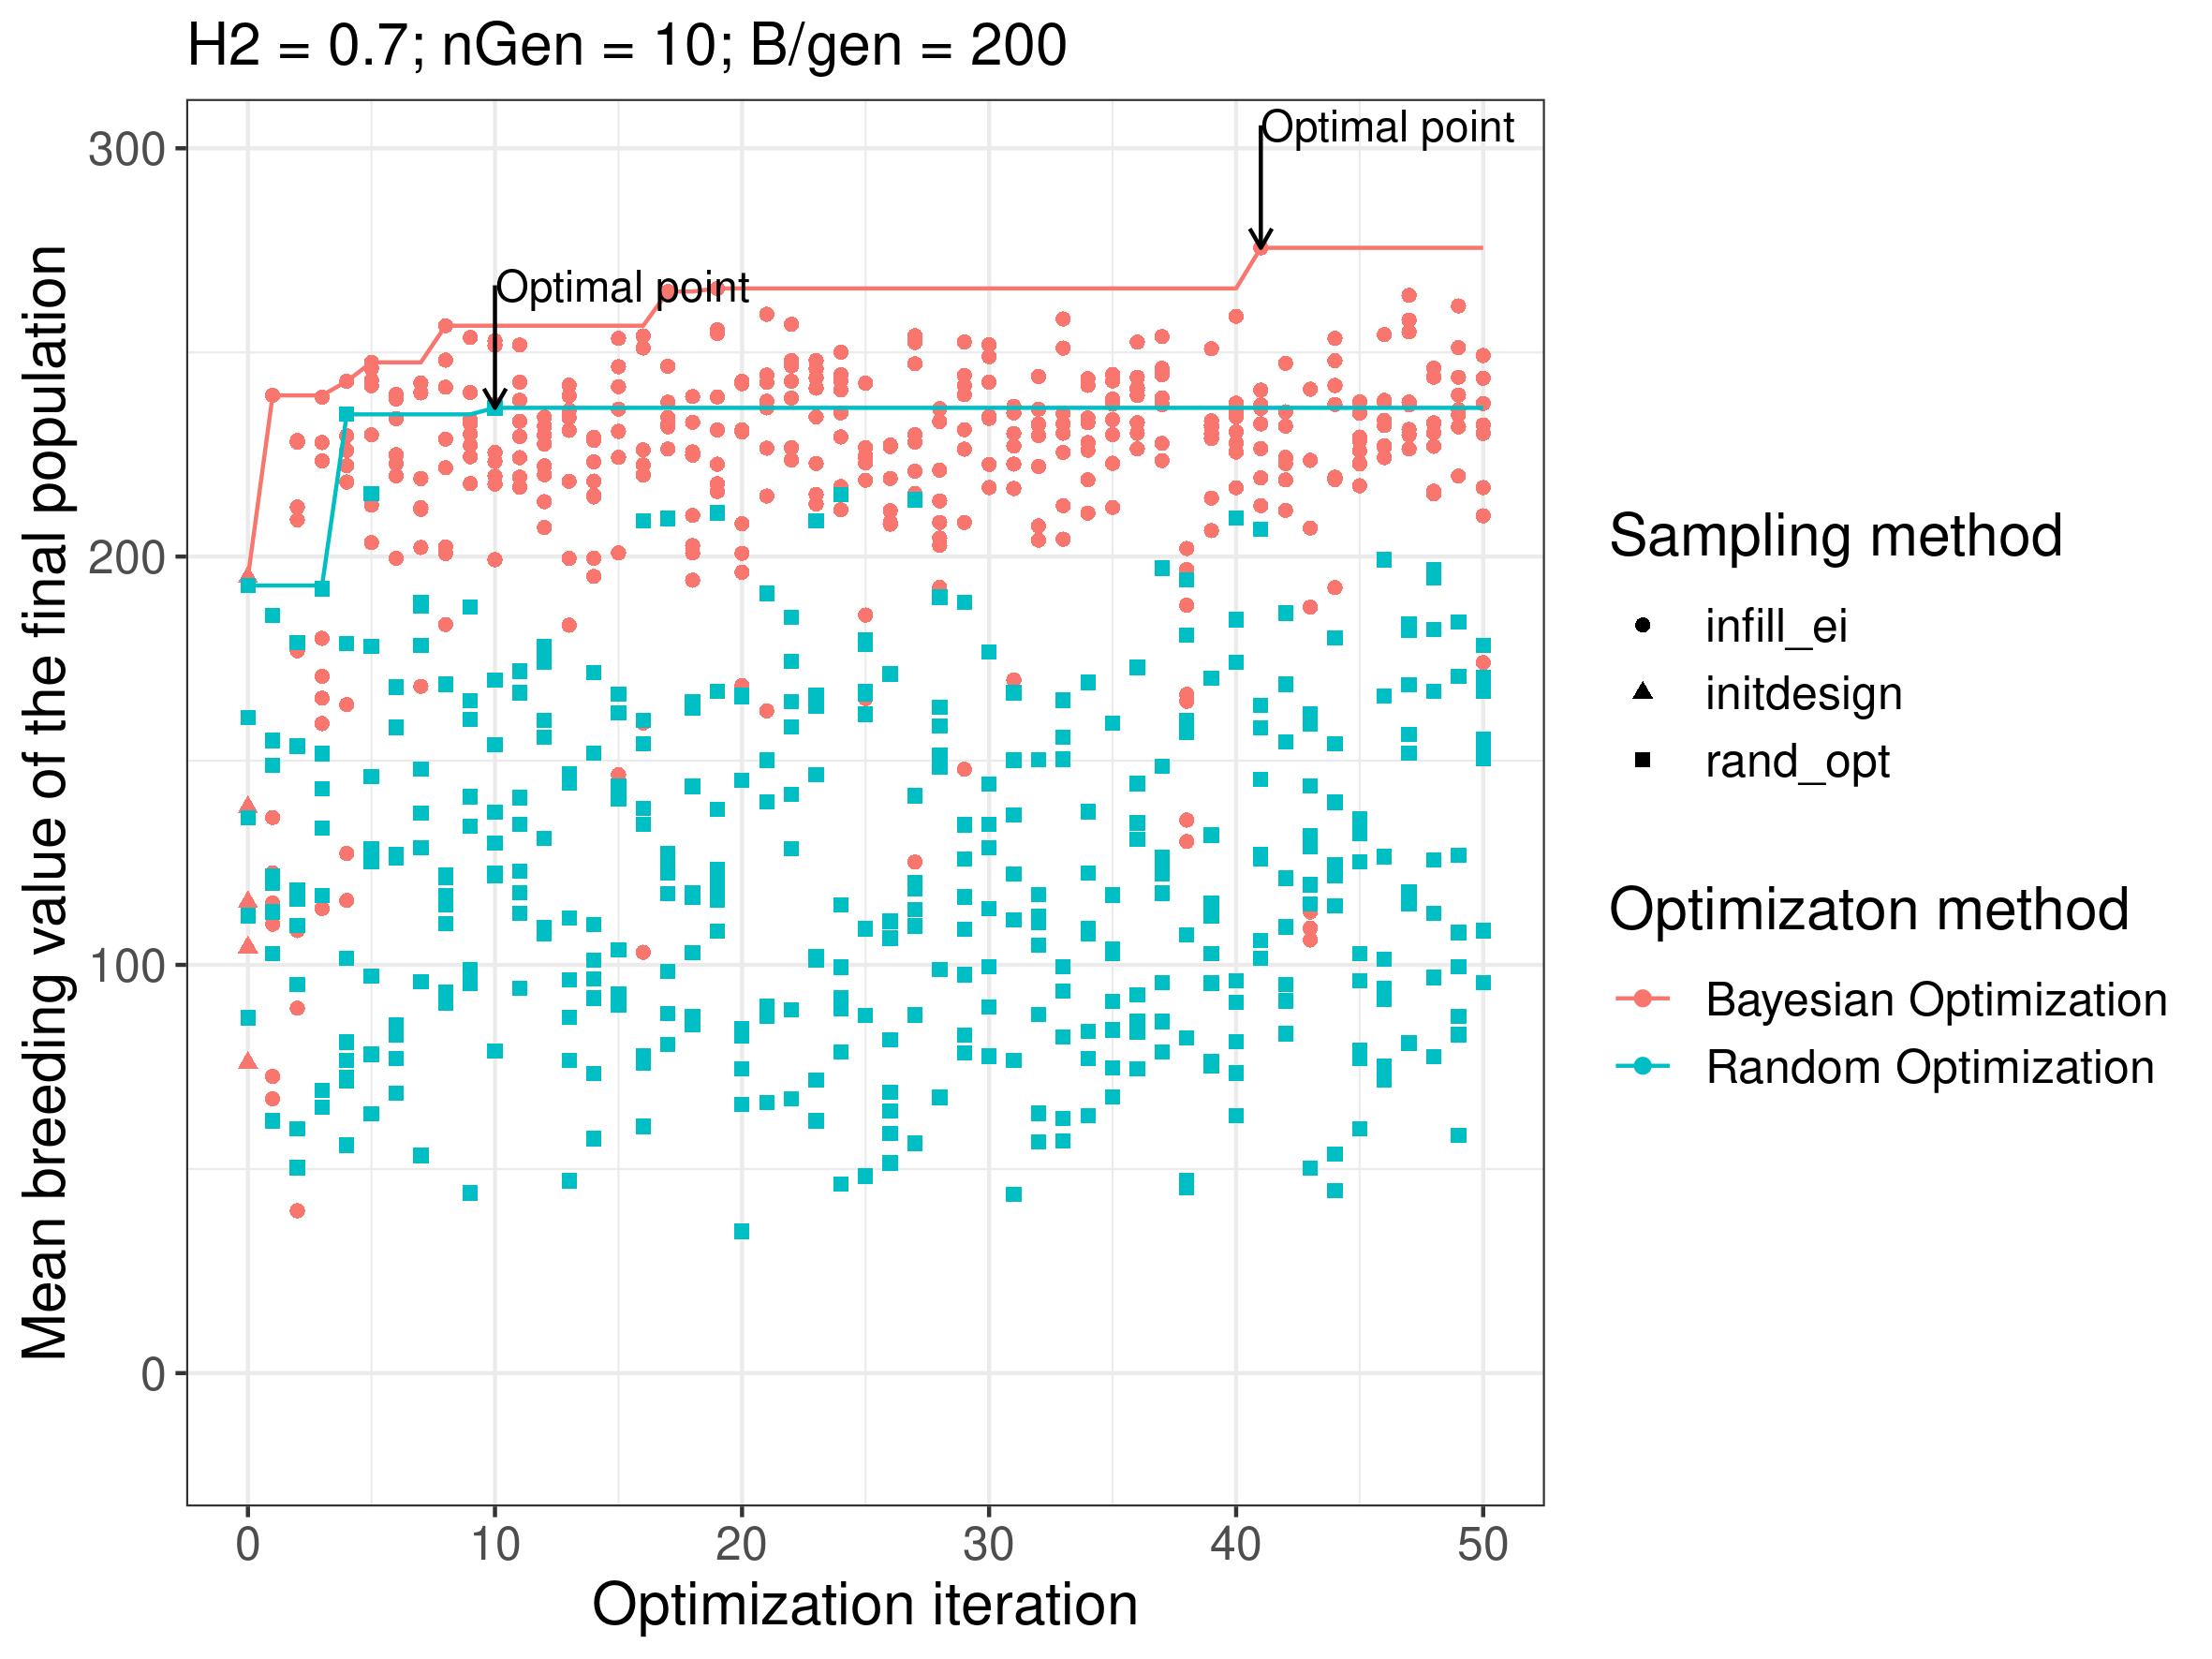 H2 = 0.7; nGen = 10; B/gen = 200
Optimal point
Optimal point
Mean breeding value of the final population
300
200
100
0
0 10 20 30 40 50
Optimization iteration
Sampling method
infill_ei
initdesign
rand_opt
Optimizaton method
Bayesian Optimization
Random Optimization